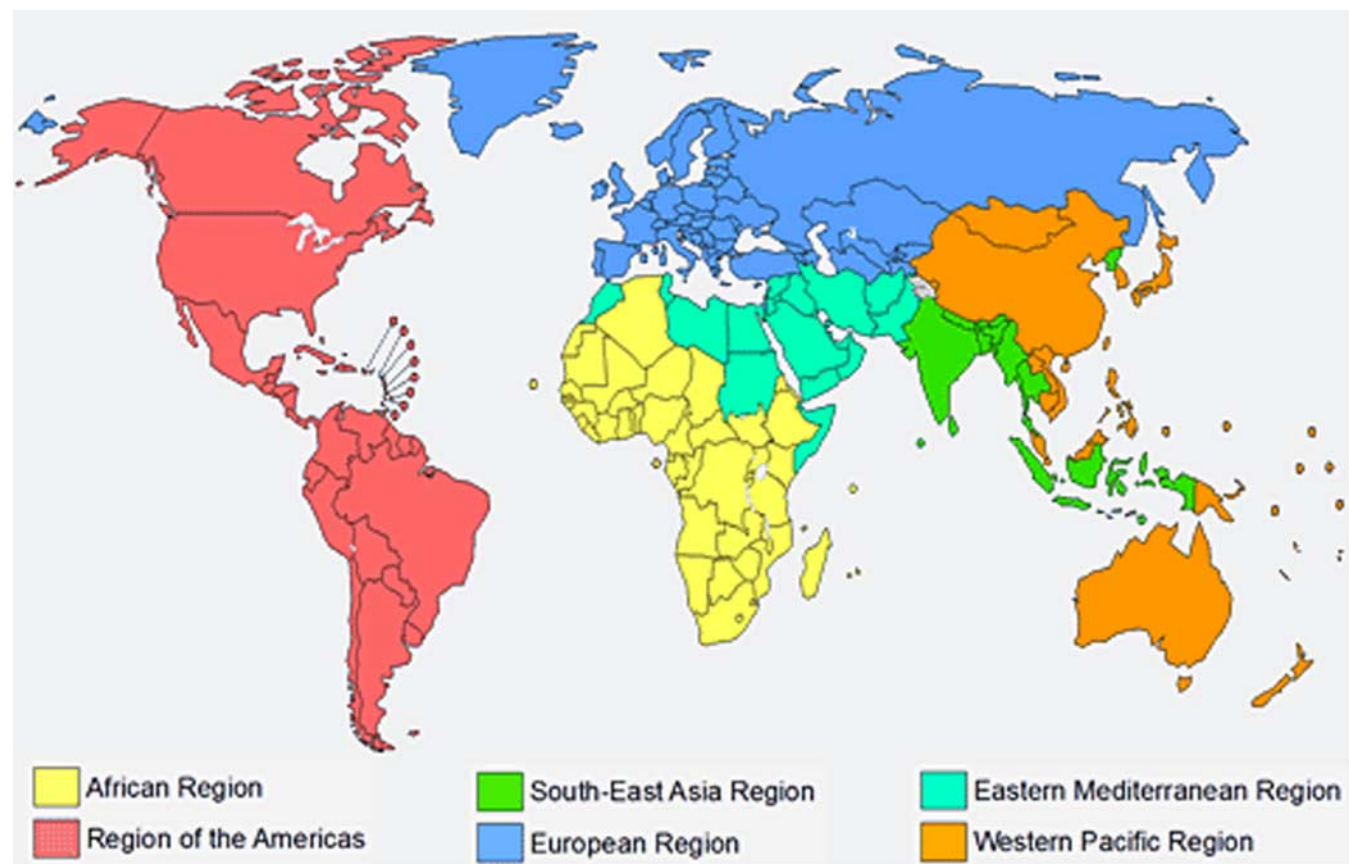 African Region
South-East Asia Region
Eastern Mediterranean Region
Region of the Americas
European Region
Western Pacific Region